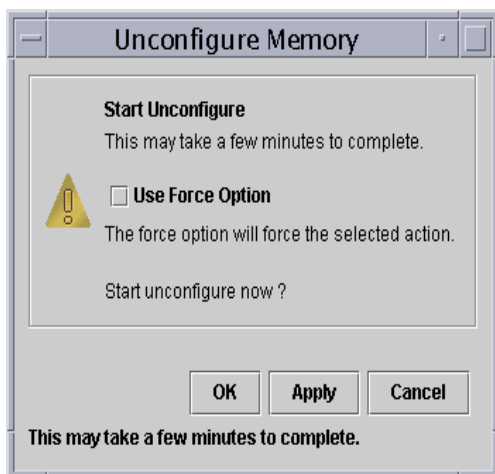 Unconfigure Memory
Start Unconfigure
This may take a few minutes to complete.
Use Force Option
The force option will force the selected action.
Start unconfigure now ?
OK Apply Cancel
This may take a few minutes to complete.